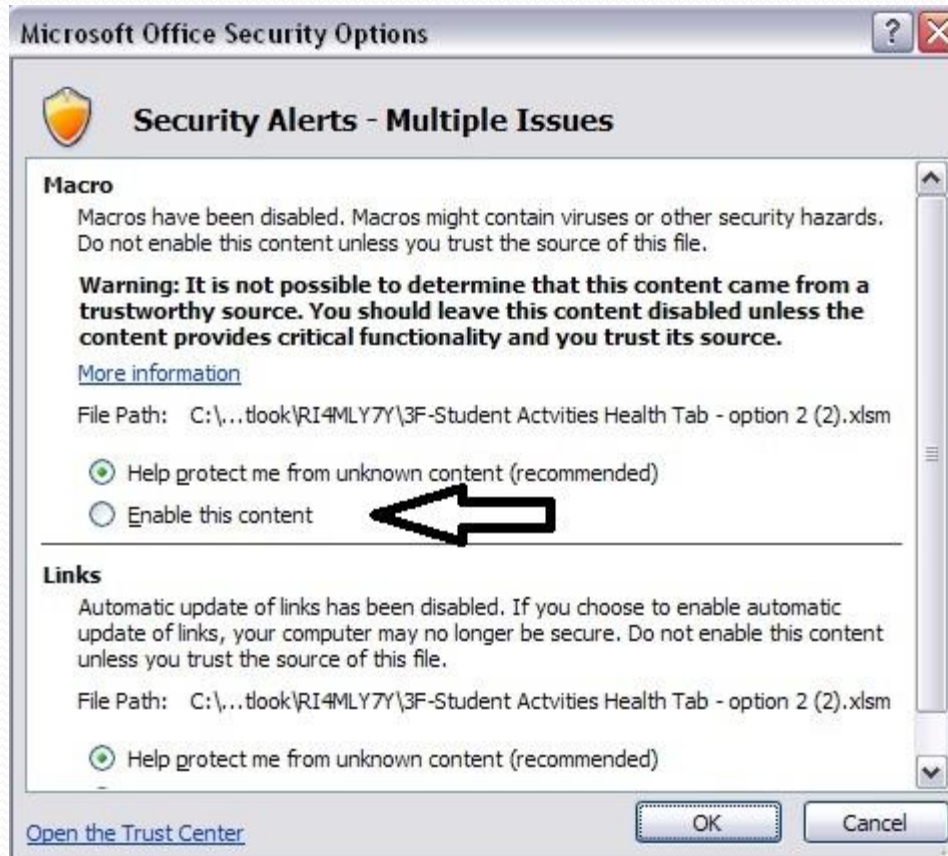 Microsoft Office Security Options
Security Alerts - Multiple Issues
Macro
Macros have been disabled. Macros might contain viruses or other security hazards.
Do not enable this content unless you trust the source of this file.
Warning: It is not possible to determine that this content came from a
trustworthy source. You should leave this content disabled unless the
content provides critical functionality and you trust its source.
More information
File Path: C:\...tlook\RI4MLY7Y\3F-Student Actvities Health Tab - option 2 (2).xlsm
Help protect me from unknown content (recommended)
Enable this content
Links
Automatic update of links has been disabled. If you choose to enable automatic
update of links, your computer may no longer be secure. Do not enable this content
unless you trust the source of this file.
File Path: C:\...tlook\RI4MLY7Y\3F-Student Actvities Health Tab - option 2 (2).xlsm
Help protect me from unknown content (recommended)
Open the Trust Center
OK
Cancel